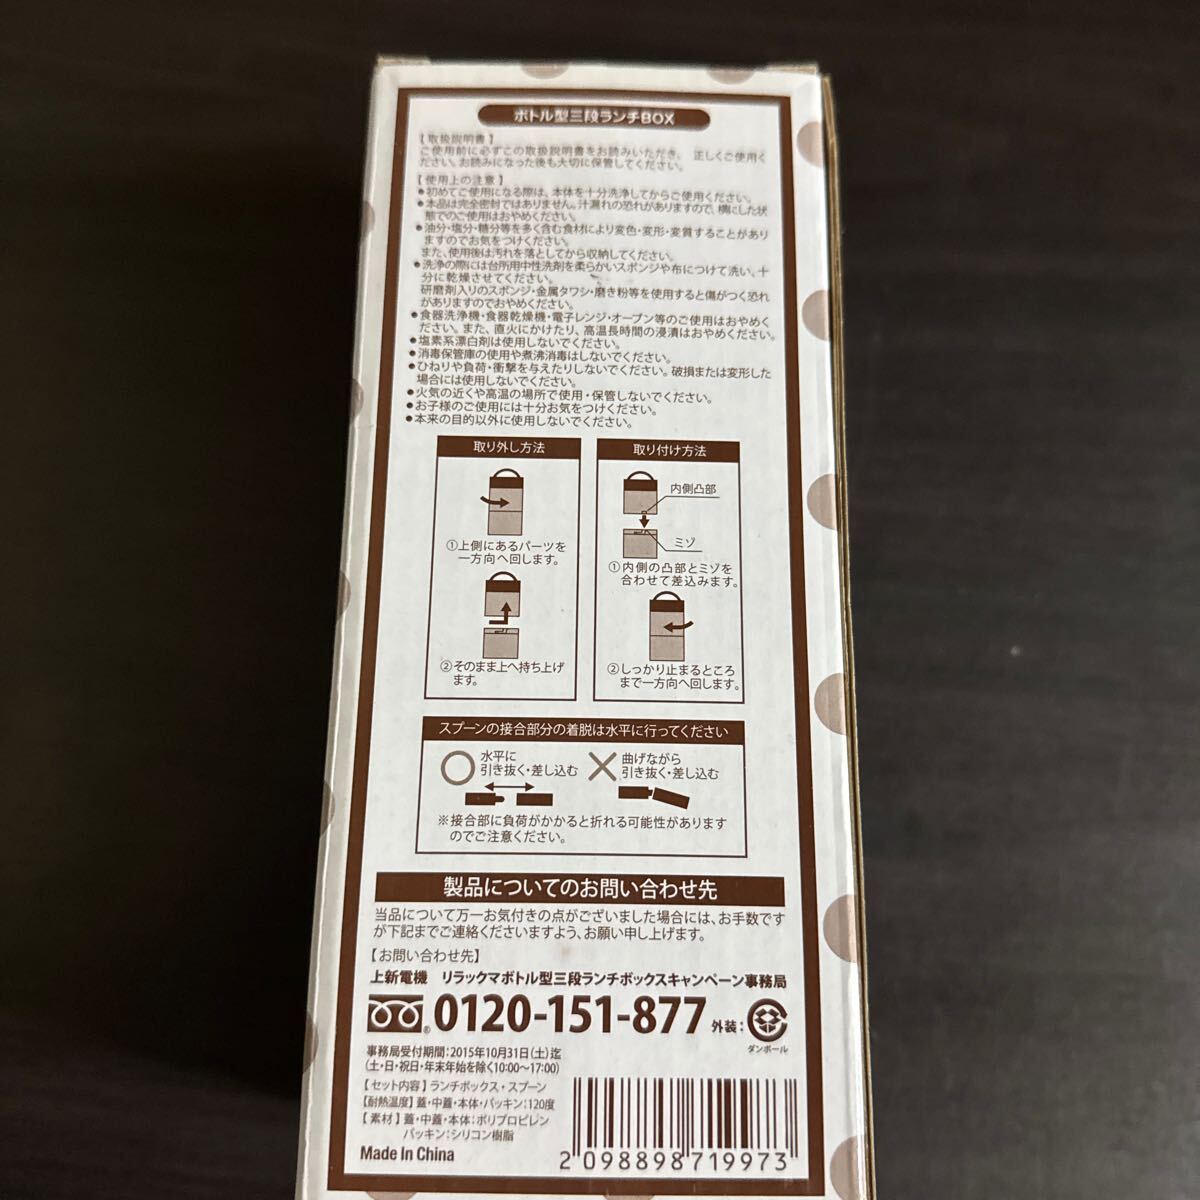 ボトル型三段ランチBOX
【取扱説明書】
ご使用前に必ずこの取扱説明書をお読みいただき、 正しくご使用く
ださい。お読みになった後も大切に保管してください。
【使用上の注意】
●初めてご使用になる際は、本体を十分洗浄してからご使用ください。
●本品は完全密封ではありません。汁漏れの恐れがありますので、横にした状
態でのご使用はおやめください。
●油分・塩分・糖分等を多く含む食材により変色・変形・変質することがあり
ますのでお気をつけください。
また、使用後は汚れを落としてから収納してください。
●洗浄の際には台所用中性洗剤を柔らかいスポンジや布につけて洗い、十
分に乾燥させてください。
研磨剤入りのスポンジ・金属タワシ・磨き粉等を使用すると傷がつく恐れ
がありますのでおやめください。
●食器洗浄機・食器乾燥機・電子レンジ・オーブン等のご使用はおやめく
ださい。また、直火にかけたり、高温長時間の浸漬はおやめください。
●塩素系漂白剤は使用しないでください。
●消毒保管庫の使用や煮沸消毒はしないでください。
●ひねりや負荷・衝撃を与えたりしないでください。破損または変形した
場合には使用しないでください。
●火気の近くや高温の場所で使用・保管しないでください。
●お子様のご使用には十分お気をつけください。
●本来の目的以外に使用しないでください。
取り外し方法
①上側にあるパーツを
一方向へ回します。
②そのまま上へ持ち上げ
ます。
取り付け方法
内側凸部
ミゾ
①内側の凸部とミゾを
合わせて差込みます。
②しっかり止まるところ
まで一方向へ回します。
スプーンの接合部分の着脱は水平に行ってください
水平に
引き抜く・差し込む
曲げながら
引き抜く・差し込む
※接合部に負荷がかかると折れる可能性があります
のでご注意ください。
製品についてのお問い合わせ先
当品について万一お気付きの点がございました場合には、お手数です
が下記までご連絡くださいますよう、お願い申し上げます。
【お問い合わせ先】
上新電機 リラックマボトル型三段ランチボックスキャンペーン事務局
0120-151-877 外装:
ダンボール
事務局受付期間:2015年10月31日(土)迄
(土・日・祝日・年末年始を除く10:00〜17:00)
【セット内容】ランチボックス・スプーン
【耐熱温度】蓋・中蓋・本体・パッキン:120度
【素材】蓋・中蓋・本体:ポリプロピレン
パッキン:シリコン樹脂
Made In China
2098898719973